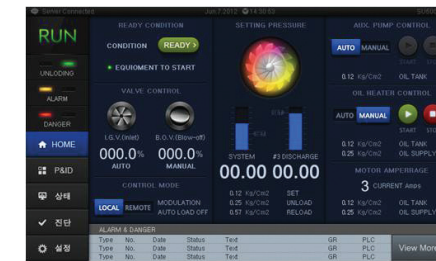 Server Connected
Jun.7.2012 14:50:03
RUN
UNLODING
ALARM
DANGER
HOME
P&ID
상태
진단
설정
READY CONDITION
CONDITION READY >
EQUIOMENT TO START
VALVE CONTROL
I.G.V.(Inlet) B.O.V.(Blow-off)
000.0% 000.0%
AUTO MANUAL
CONTROL MODE
LOCAL REMOTE MODULATION
AUTO LOAD OFF
SETTING PRESSURE
SYSTEM #3 DISCHARGE
00.00 00.00
0.12 Kg/Cm2 SET
0.25 Kg/Cm2 UNLOAD
0.57 Kg/Cm2 RELOAD
AUXL PUMP CONTROL
AUTO MANUAL
START
0.12 Kg/Cm2 OIL TANK
OIL HEATER CONTROL
AUTO MANUAL
START
0.12 Kg/Cm2 OIL TANK
0.25 Kg/Cm2 OIL SUPPLY
MOTOR AMPERRAGE
3 CURRENT Amps
0.12 Kg/Cm2 OIL TANK
0.25 Kg/Cm2 OIL SUPPLY
ALARM & DANGER
Type No. Date Status Text GR PLC
Type No. Date Status Text GR PLC
Type No. Date Status Text GR PLC
View More